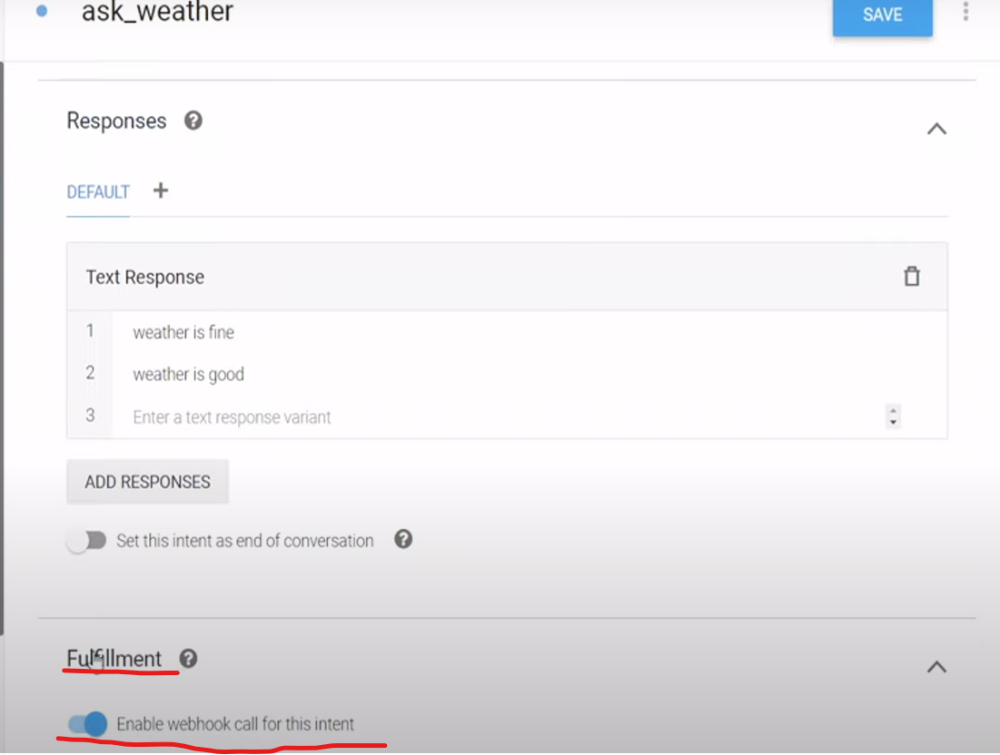 ask_weather
SAVE
Responses
DEFAULT +
Text Response
1 weather is fine
2 weather is good
3 Enter a text response variant
ADD RESPONSES
Set this intent as end of conversation
Fulfillment
Enable webhook call for this intent